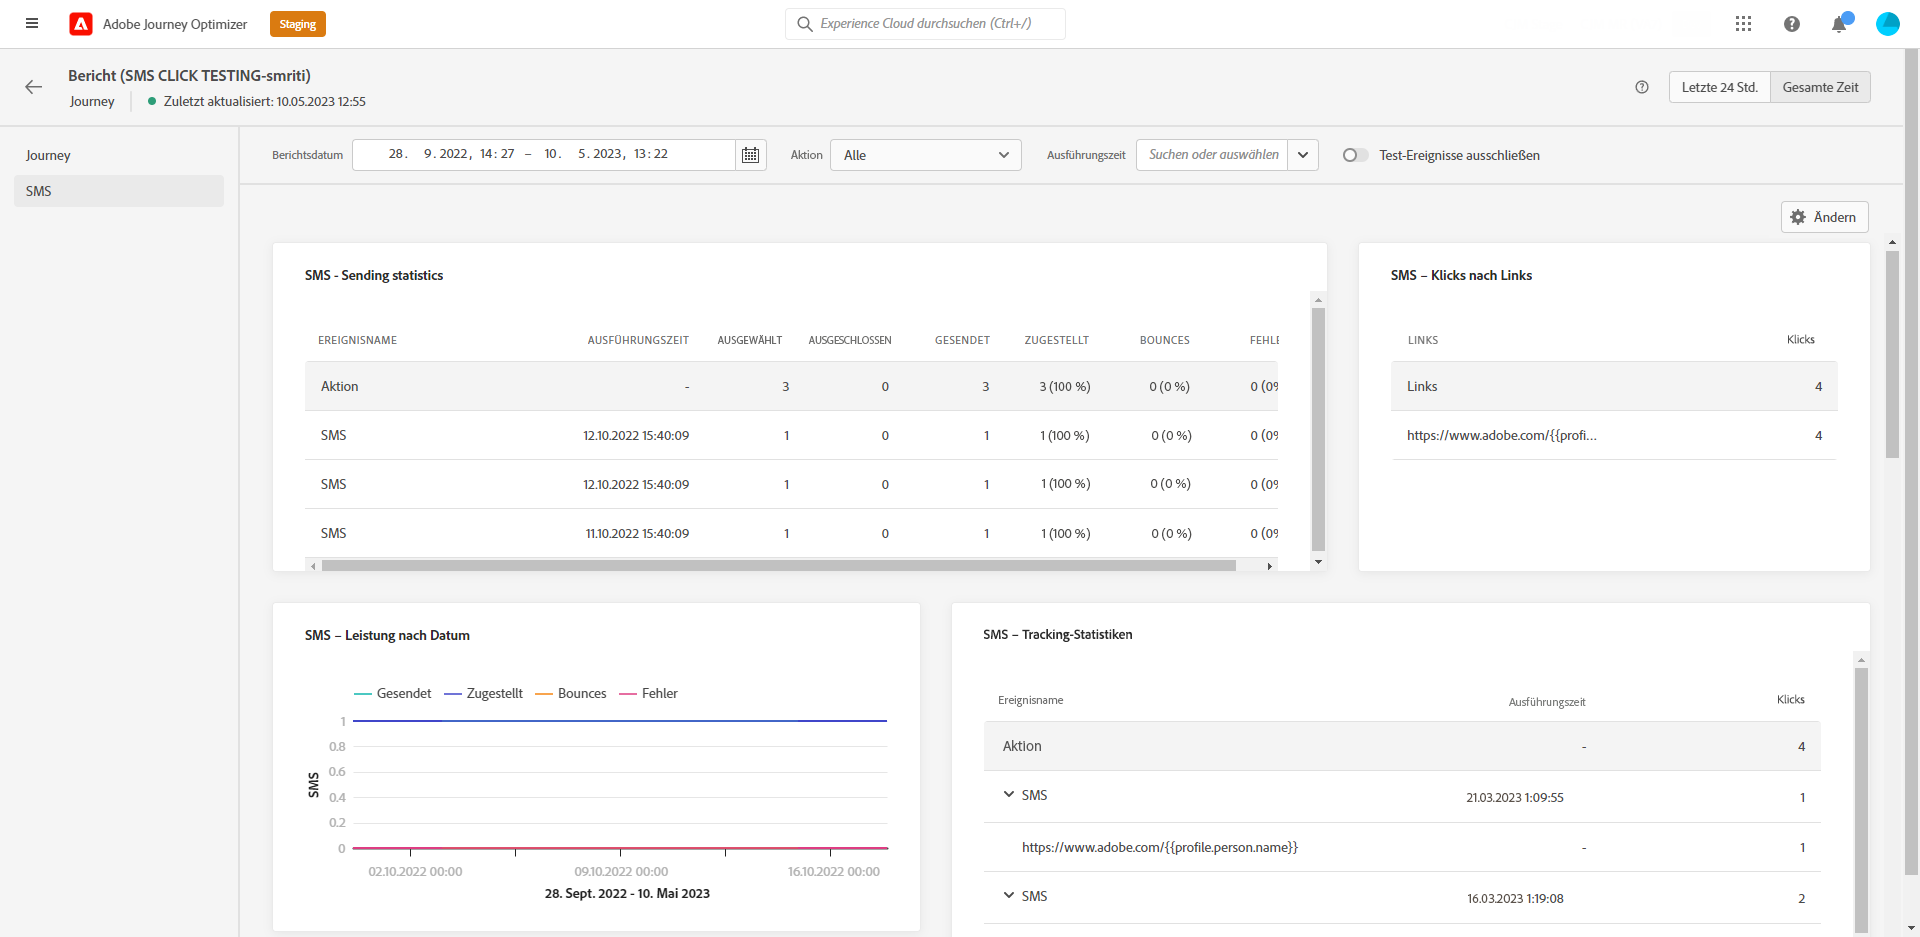 Adobe Journey Optimizer Staging Experience Cloud durchsuchen (Ctrl+/)
Bericht (SMS CLICK TESTING-smriti)
Journey Zuletzt aktualisiert: 10.05.2023 12:55
Letzte 24 Std. Gesamte Zeit
Journey
SMS
Berichtsdatum 28. 9.2022, 14:27 – 10. 5.2023, 13:22 Aktion Alle Ausführungszeit Suchen oder auswählen Test-Ereignisse ausschließen
Ändern
SMS - Sending statistics
EREIGNISNAME AUSFÜHRUNGSZEIT AUSGEWÄHLT AUSGESCHLOSSEN GESENDET ZUGESTELLT BOUNCES FEHLE
Aktion - 3 0 3 3 (100 %) 0 (0 %) 0 (0%
SMS 12.10.2022 15:40:09 1 0 1 1 (100 %) 0 (0 %) 0 (0%
SMS 12.10.2022 15:40:09 1 0 1 1 (100 %) 0 (0 %) 0 (0%
SMS 11.10.2022 15:40:09 1 0 1 1 (100 %) 0 (0 %) 0 (0%
SMS – Klicks nach Links
LINKS Klicks
Links 4
https://www.adobe.com/{{profi... 4
SMS – Leistung nach Datum
Gesendet Zugestellt Bounces Fehler
1
0.8
0.6
0.4
0.2
0
SMS
02.10.2022 00:00 09.10.2022 00:00 16.10.2022 00:00
28. Sept. 2022 - 10. Mai 2023
SMS – Tracking-Statistiken
Ereignisname Ausführungszeit Klicks
Aktion - 4
SMS 21.03.2023 1:09:55 1
https://www.adobe.com/{{profile.person.name}} - 1
SMS 16.03.2023 1:19:08 2